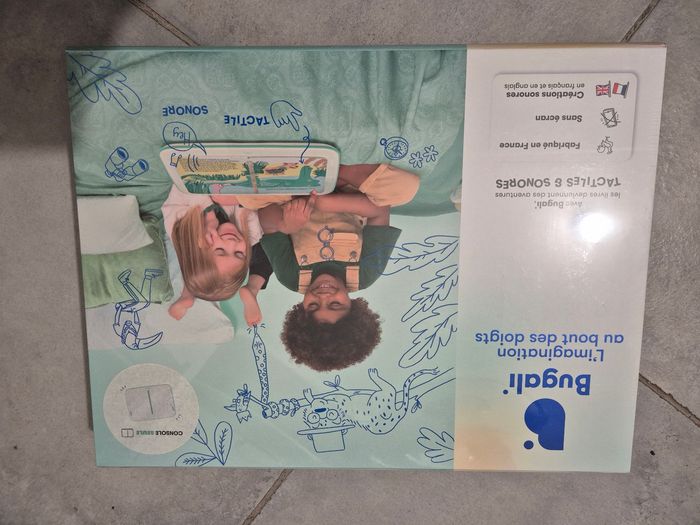 Bugali
L'imagination
au bout des doigts
Avec Bugali,
les livres deviennent des aventures
TACTILES & SONORES
Fabriqué en France
Sans écran
Créations sonores
en français et en anglais
CONSOLE SEULE
Hey
TACTILE
SONORE